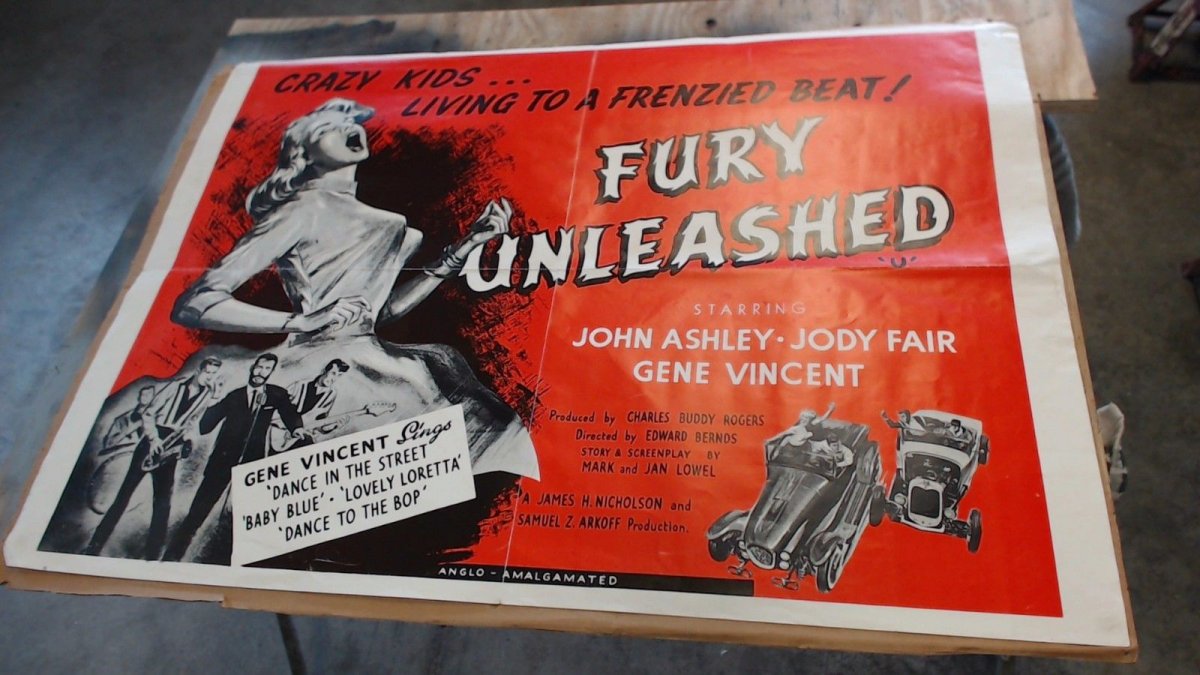 CRAZY KIDS...
LIVING TO A FRENZIED BEAT!
FURY
UNLEASHED
"U"
STARRING
JOHN ASHLEY · JODY FAIR
GENE VINCENT
Produced by CHARLES BUDDY ROGERS
Directed by EDWARD BERNDS
STORY & SCREENPLAY BY
MARK and JAN LOWEL
A JAMES H. NICHOLSON and
SAMUEL Z. ARKOFF Production.
GENE VINCENT Sings
'DANCE IN THE STREET
'BABY BLUE' · 'LOVELY LORETTA'
'DANCE TO THE BOP'
ANGLO - AMALGAMATED